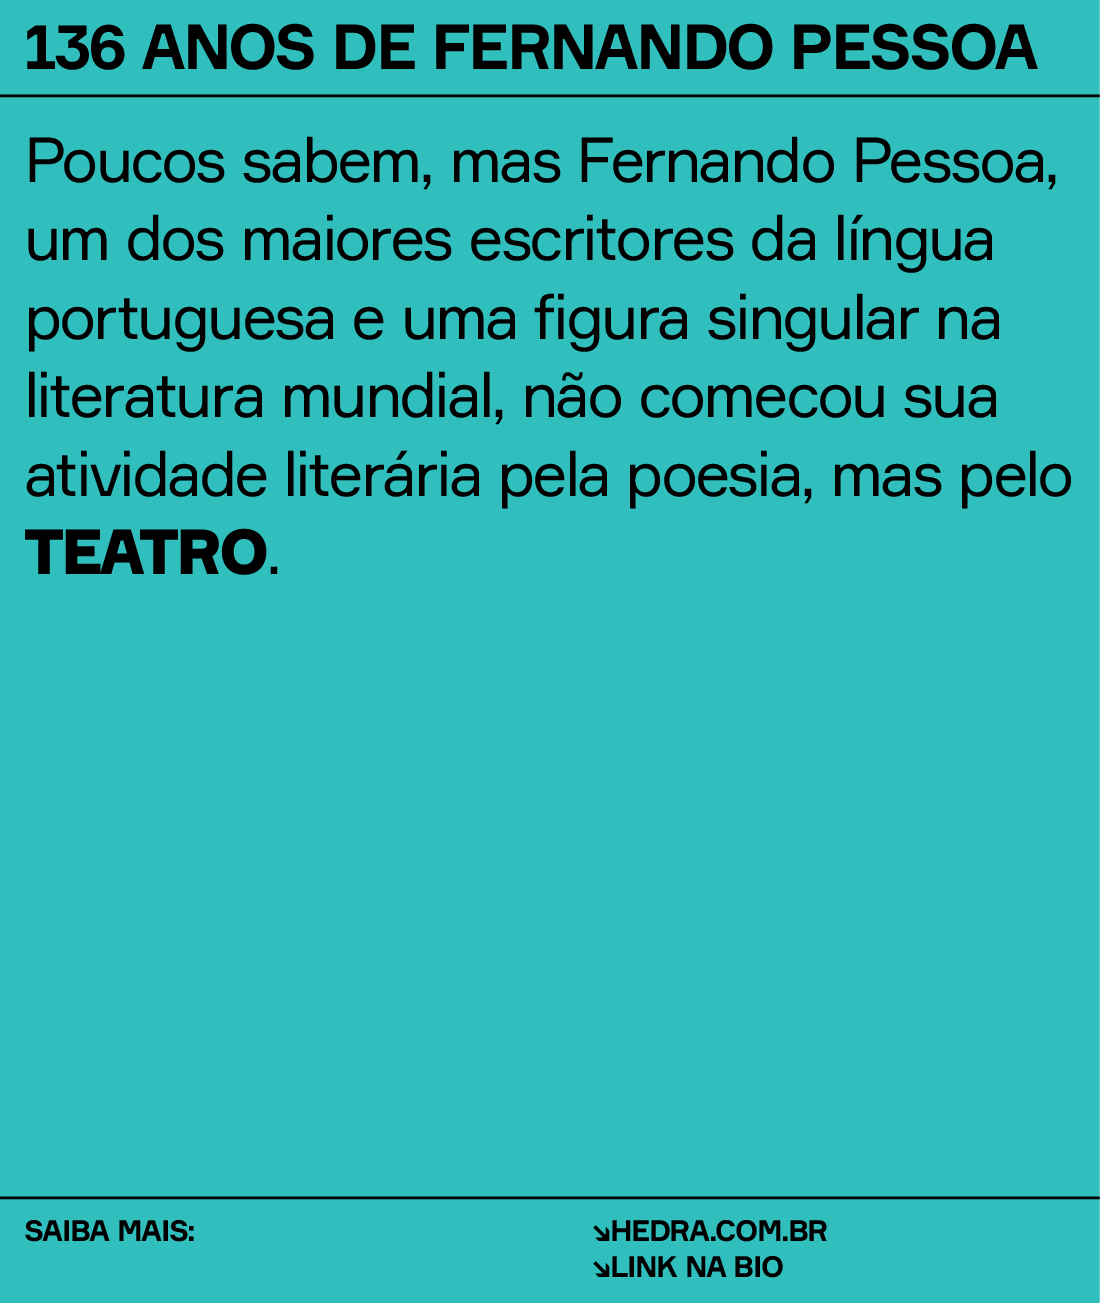 136 ANOS DE FERNANDO PESSOA
Poucos sabem, mas Fernando Pessoa,
um dos maiores escritores da língua
portuguesa e uma figura singular na
literatura mundial, não comecou sua
atividade literária pela poesia, mas pelo
TEATRO.
SAIBA MAIS:
↘HEDRA.COM.BR
↘LINK NA BIO